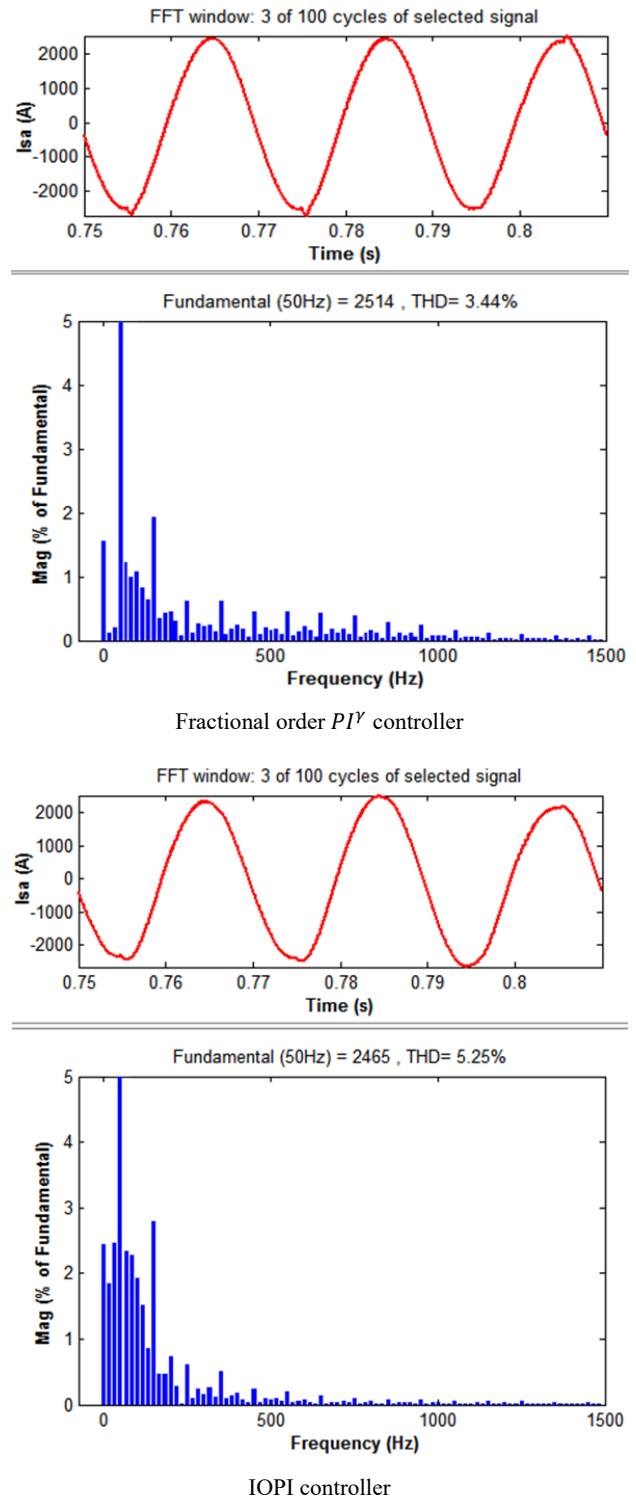 FFT window: 3 of 100 cycles of selected signal
2000
1000
0
-1000
-2000
Isa (A)
0.75 0.76 0.77 0.78 0.79 0.8
Time (s)
Fundamental (50Hz) = 2514 , THD= 3.44%
5
4
3
2
1
0
Mag (% of Fundamental)
0 500 1000 1500
Frequency (Hz)
Fractional order PI^γ controller
FFT window: 3 of 100 cycles of selected signal
2000
1000
0
-1000
-2000
Isa (A)
0.75 0.76 0.77 0.78 0.79 0.8
Time (s)
Fundamental (50Hz) = 2465 , THD= 5.25%
5
4
3
2
1
0
Mag (% of Fundamental)
0 500 1000 1500
Frequency (Hz)
IOPI controller